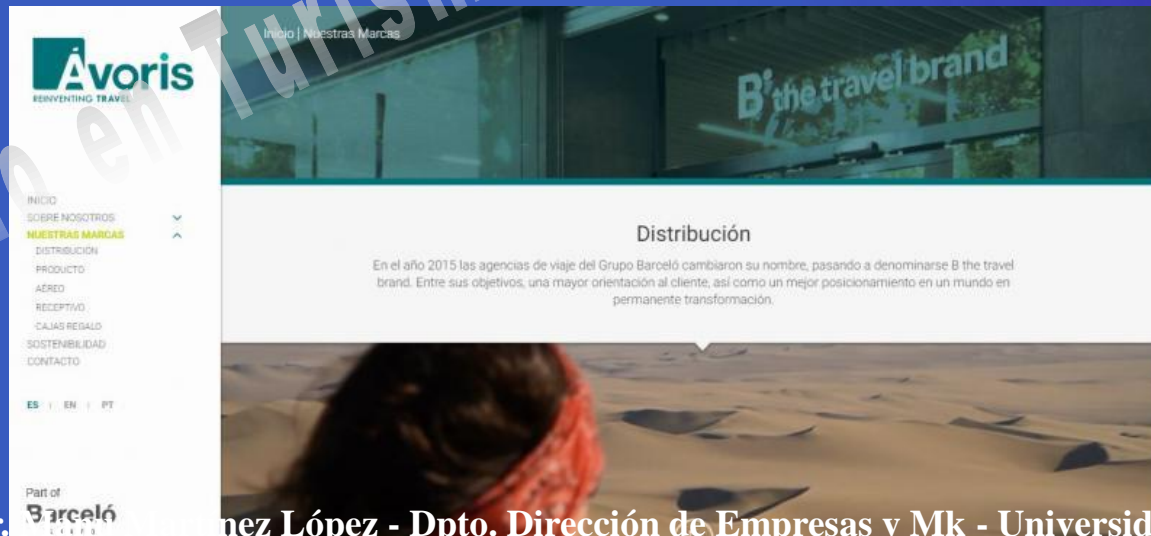 Ávoris
REINVENTING TRAVEL
Inicio | Nuestras Marcas
B the travel brand
INICIO
SOBRE NOSOTROS
NUESTRAS MARCAS
DISTRIBUCIÓN
PRODUCTO
AÉREO
RECEPTIVO
CAJAS REGALO
SOSTENIBILIDAD
CONTACTO
ES | EN | PT
Part of
Barceló
Distribución
En el año 2015 las agencias de viaje del Grupo Barceló cambiaron su nombre, pasando a denominarse B the travel
brand. Entre sus objetivos, una mayor orientación al cliente, así como un mejor posicionamiento en un mundo en
permanente transformación.
en Turism
López - Dpto. Dirección de Empresas y Mk - Universid